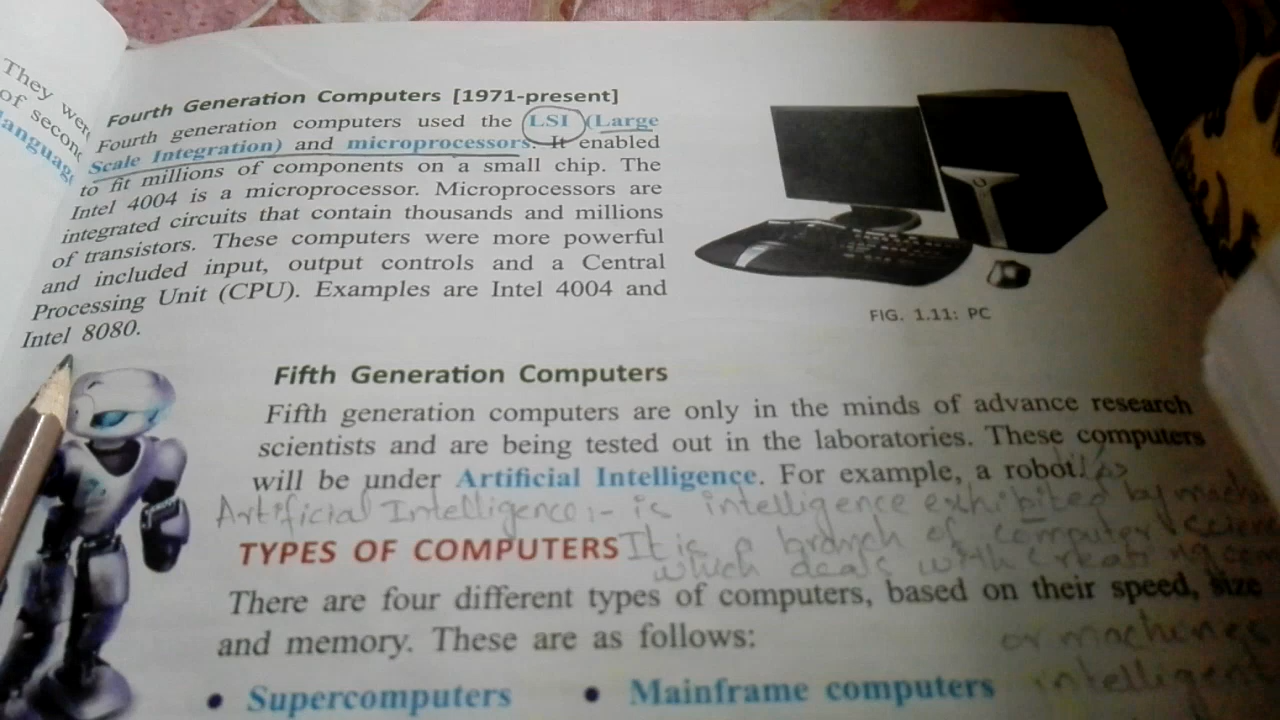 They were
of second
language
Fourth Generation Computers [1971-present]
Fourth generation computers used the LSI (Large
Scale Integration) and microprocessors. It enabled
to fit millions of components on a small chip. The
Intel 4004 is a microprocessor. Microprocessors are
integrated circuits that contain thousands and millions
of transistors. These computers were more powerful
and included input, output controls and a Central
Processing Unit (CPU). Examples are Intel 4004 and
Intel 8080.
FIG. 1.11: PC
Fifth Generation Computers
Fifth generation computers are only in the minds of advance research
scientists and are being tested out in the laboratories. These computers
will be under Artificial Intelligence. For example, a robot.
Artificial Intelligence:- is intelligence exhibited by
TYPES OF COMPUTERS It is a branch of computer
which deals with
There are four different types of computers, based on their speed, size
and memory. These are as follows:
or machines
intelligent
• Supercomputers • Mainframe computers